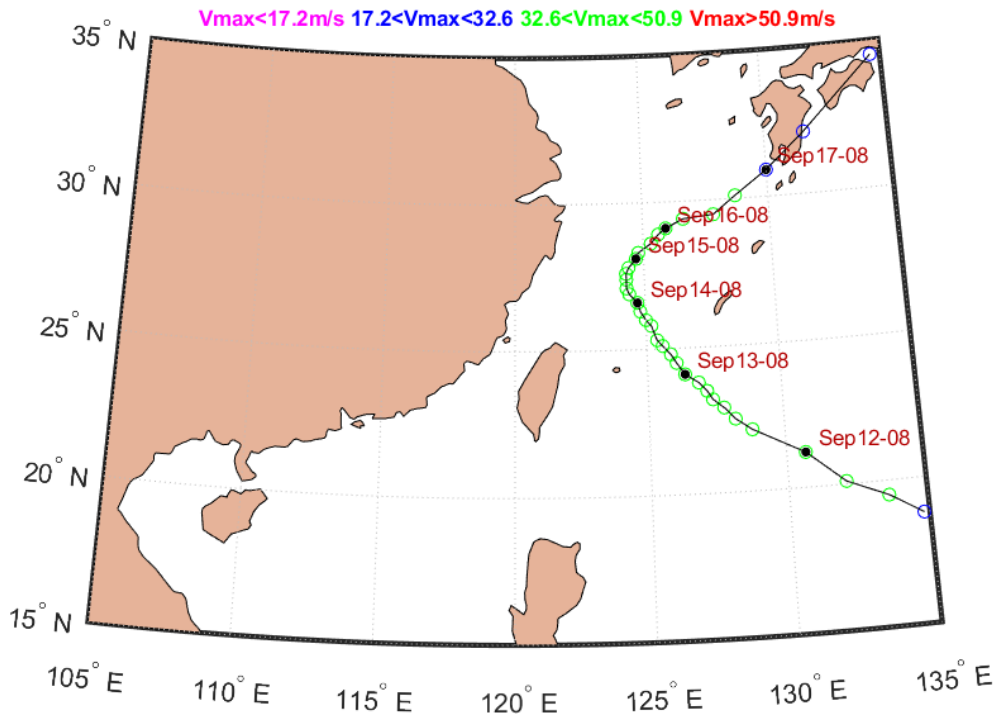 Vmax<17.2m/s 17.2<Vmax<32.6 32.6<Vmax<50.9 Vmax>50.9m/s
35° N
30° N
25° N
20° N
15° N
Sep17-08
Sep16-08
Sep15-08
Sep14-08
Sep13-08
Sep12-08
105° E
110° E
115° E
120° E
125° E
130° E
135° E